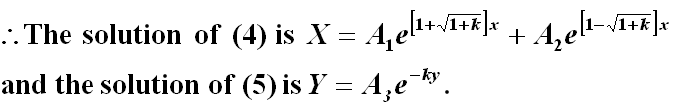 ∴The solution of (4) is X = A₁e^[1+√(1+k)]x + A₂e^[1−√(1+k)]x
and the solution of (5) is Y = A₃e^−ky.